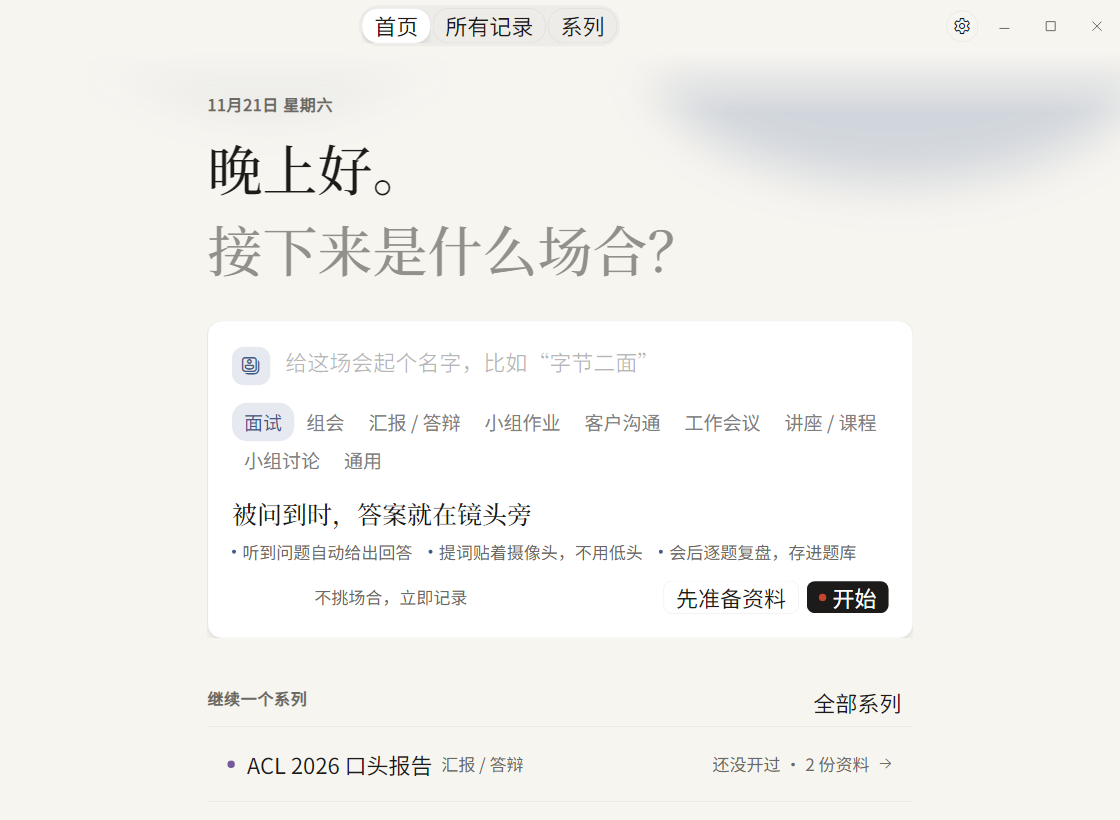 首页 所有记录 系列
11月21日 星期六
晚上好。
接下来是什么场合？
给这场会起个名字，比如“字节二面”
面试 组会 汇报 / 答辩 小组作业 客户沟通 工作会议 讲座 / 课程
小组讨论 通用
被问到时，答案就在镜头旁
• 听到问题自动给出回答 • 提词贴着摄像头，不用低头 • 会后逐题复盘，存进题库
不挑场合，立即记录 先准备资料 开始
继续一个系列 全部系列
ACL 2026 口头报告 汇报 / 答辩 还没开过 · 2 份资料 →